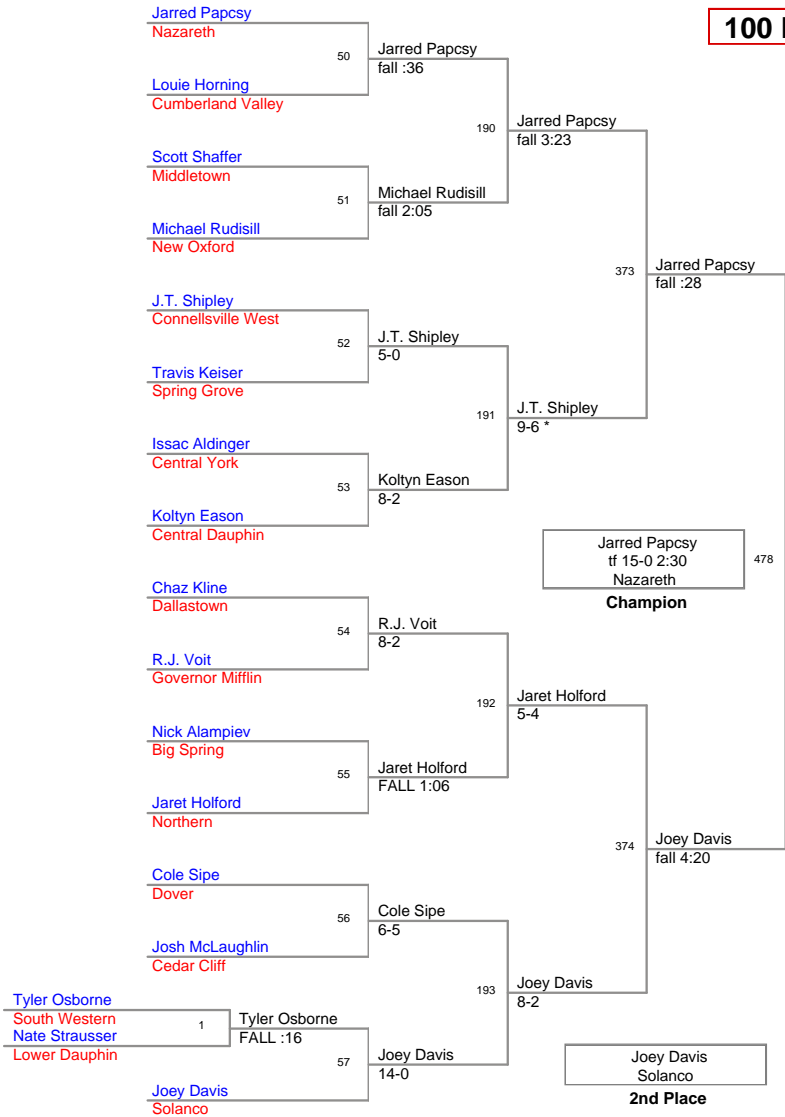 100
Jarred Papcsy
Nazareth
50
Jarred Papcsy
fall :36
Louie Horning
Cumberland Valley
190
Jarred Papcsy
fall 3:23
Scott Shaffer
Middletown
51
Michael Rudisill
fall 2:05
Michael Rudisill
New Oxford
373
Jarred Papcsy
fall :28
J.T. Shipley
Connellsville West
52
J.T. Shipley
5-0
Travis Keiser
Spring Grove
191
J.T. Shipley
9-6 *
Issac Aldinger
Central York
53
Koltyn Eason
8-2
Koltyn Eason
Central Dauphin
Jarred Papcsy
tf 15-0 2:30
Nazareth
478
Champion
Chaz Kline
Dallastown
54
R.J. Voit
8-2
R.J. Voit
Governor Mifflin
192
Jaret Holford
5-4
Nick Alampiev
Big Spring
55
Jaret Holford
FALL 1:06
Jaret Holford
Northern
374
Joey Davis
fall 4:20
Cole Sipe
Dover
56
Cole Sipe
6-5
Josh McLaughlin
Cedar Cliff
193
Joey Davis
8-2
Tyler Osborne
South Western
1
Tyler Osborne
FALL :16
Nate Strausser
Lower Dauphin
57
Joey Davis
14-0
Joey Davis
Solanco
Joey Davis
Solanco
2nd Place